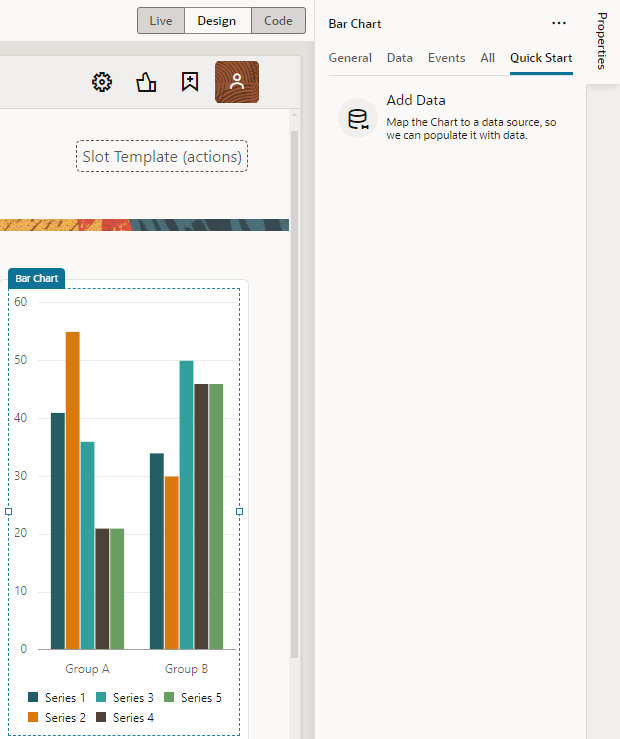 Live Design Code
Slot Template (actions)
Bar Chart
60
50
40
30
20
10
0
Group A Group B
Series 1 Series 3 Series 5
Series 2 Series 4
Bar Chart
General Data Events All Quick Start
Add Data
Map the Chart to a data source, so
we can populate it with data.
Properties